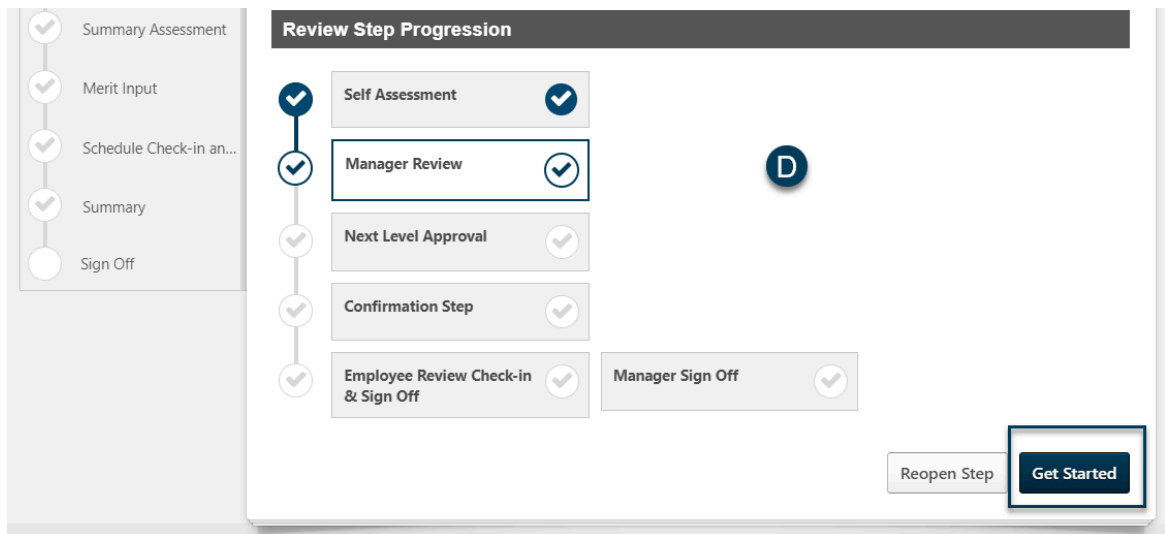 Summary Assessment
Merit Input
Schedule Check-in an...
Summary
Sign Off
Review Step Progression
Self Assessment
Manager Review
D
Next Level Approval
Confirmation Step
Employee Review Check-in
& Sign Off
Manager Sign Off
Reopen Step
Get Started